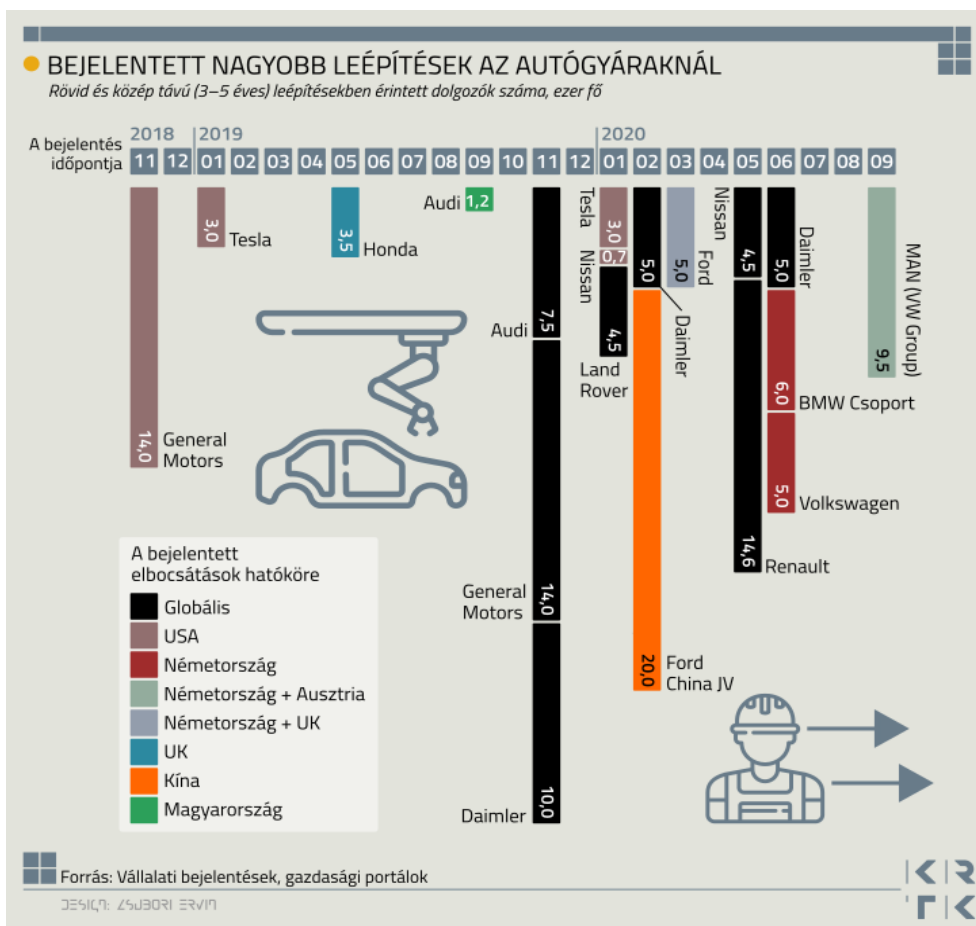 BEJELENTETT NAGYOBB LEÉPÍTÉSEK AZ AUTÓGYÁRAKNÁL
Rövid és közép távú (3–5 éves) leépítésekben érintett dolgozók száma, ezer fő
A bejelentés
időpontja
2018 2019 2020
11 12 01 02 03 04 05 06 07 08 09 10 11 12 01 02 03 04 05 06 07 08 09
14,0
General
Motors
3,0
Tesla
3,5
Honda
Audi
1,2
7,5
Audi
14,0
General
Motors
10,0
Daimler
Tesla
3,0
Nissan
0,7
4,5
Land
Rover
5,0
Daimler
20,0
Ford
China JV
5,0
Ford
Nissan
4,5
14,6
Renault
5,0
Daimler
6,0
BMW Csoport
5,0
Volkswagen
9,5
MAN (VW Group)
A bejelentett
elbocsátások hatóköre
Globális
USA
Németország
Németország + Ausztria
Németország + UK
UK
Kína
Magyarország
Forrás: Vállalati bejelentések, gazdasági portálok
DESIGN: ZSUBORI ERVIN
KR
TK